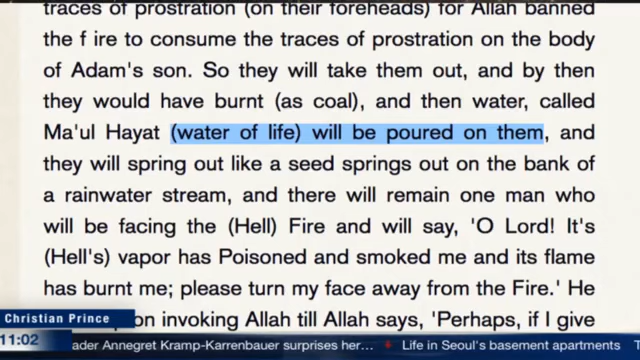 traces of prostration (on their foreheads) for Allah banned
the f ire to consume the traces of prostration on the body
of Adam's son. So they will take them out, and by then
they would have burnt (as coal), and then water, called
Ma'ul Hayat (water of life) will be poured on them, and
they will spring out like a seed springs out on the bank of
a rainwater stream, and there will remain one man who
will be facing the (Hell) Fire and will say, 'O Lord! It's
(Hell's) vapor has Poisoned and smoked me and its flame
has burnt me; please turn my face away from the Fire.' He
on invoking Allah till Allah says, 'Perhaps, if I give
Christian Prince
11:02 ader Annegret Kramp-Karrenbauer surprises her... Life in Seoul's basement apartments